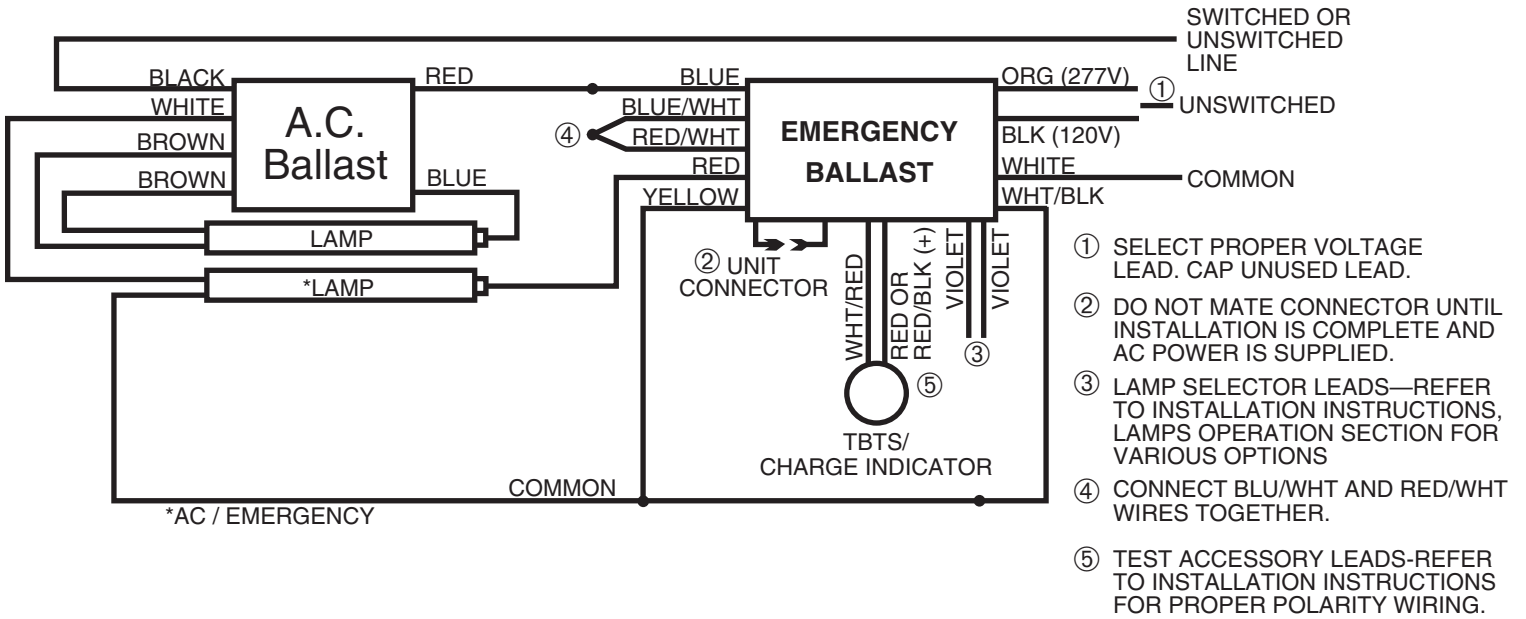 SWITCHED OR
UNSWITCHED
LINE
BLACK
WHITE
BROWN
BROWN
A.C.
Ballast
RED
BLUE
LAMP
*LAMP
④
BLUE
BLUE/WHT
RED/WHT
RED
YELLOW
EMERGENCY
BALLAST
ORG (277V)
① UNSWITCHED
BLK (120V)
WHITE
COMMON
WHT/BLK
② UNIT
CONNECTOR
WHT/RED
RED OR
RED/BLK (+)
VIOLET
VIOLET
③
⑤
TBTS/
CHARGE INDICATOR
COMMON
*AC / EMERGENCY
① SELECT PROPER VOLTAGE
LEAD. CAP UNUSED LEAD.
② DO NOT MATE CONNECTOR UNTIL
INSTALLATION IS COMPLETE AND
AC POWER IS SUPPLIED.
③ LAMP SELECTOR LEADS—REFER
TO INSTALLATION INSTRUCTIONS,
LAMPS OPERATION SECTION FOR
VARIOUS OPTIONS
④ CONNECT BLU/WHT AND RED/WHT
WIRES TOGETHER.
⑤ TEST ACCESSORY LEADS-REFER
TO INSTALLATION INSTRUCTIONS
FOR PROPER POLARITY WIRING.